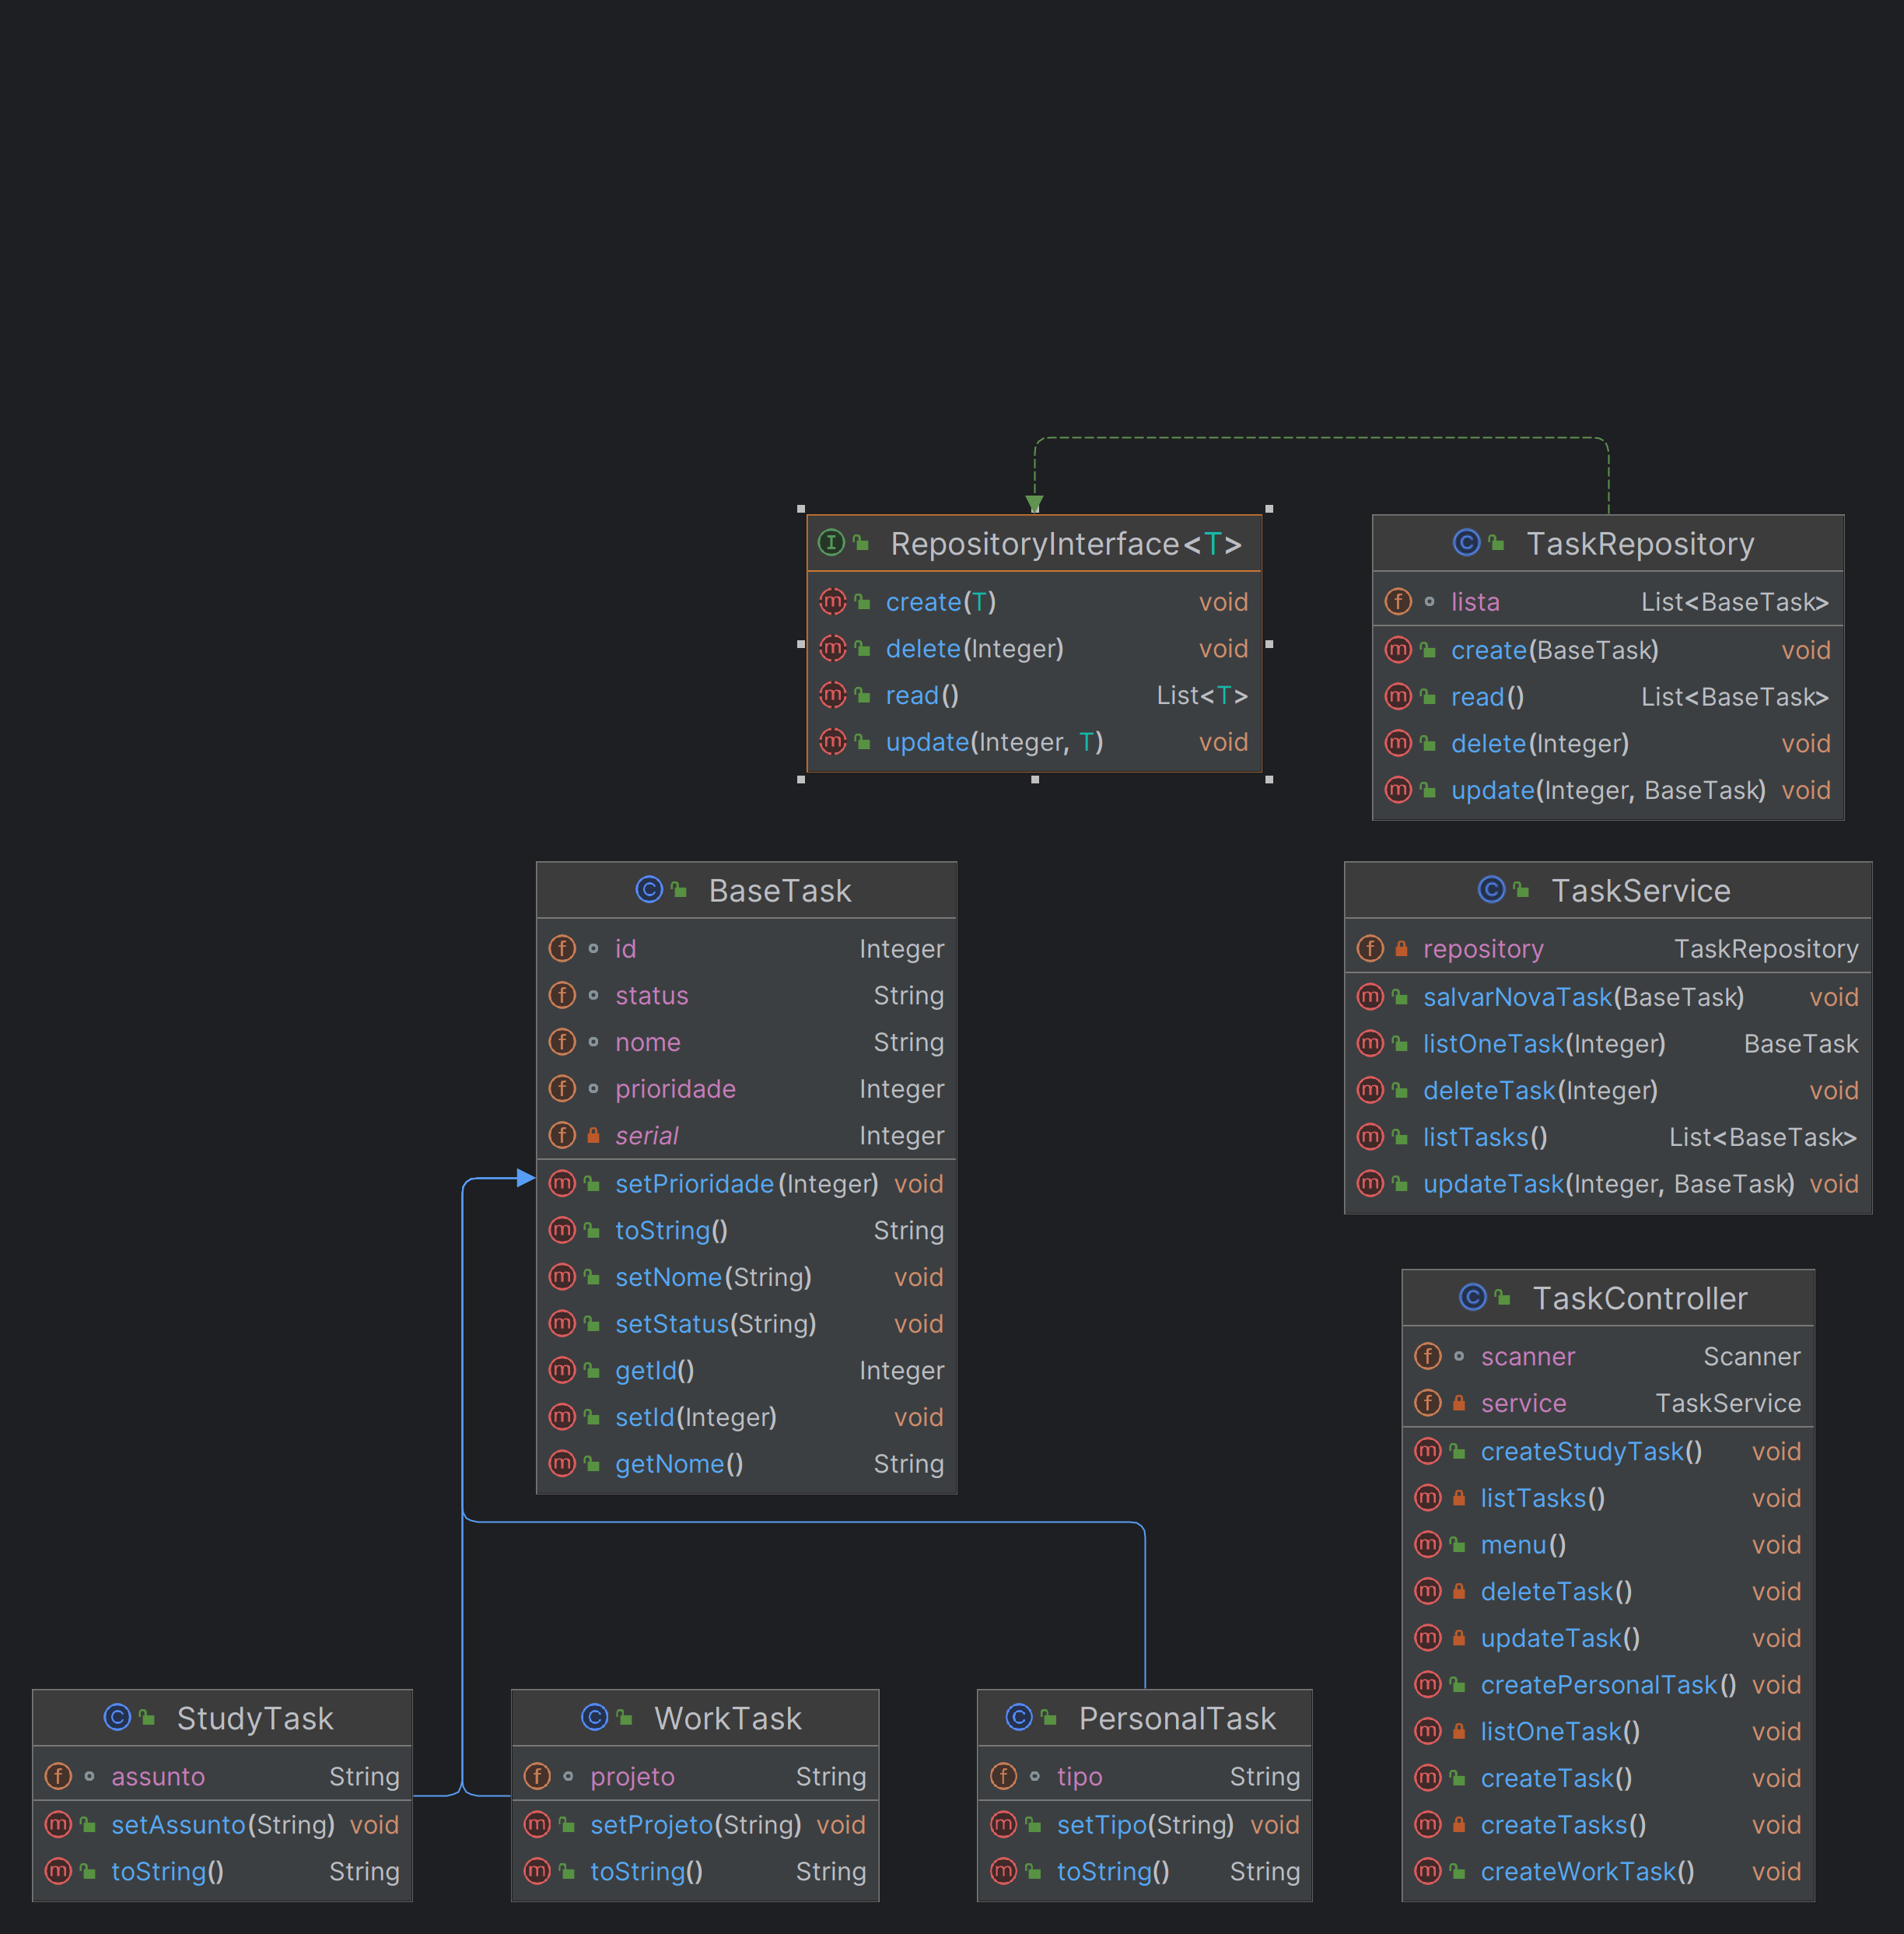 RepositoryInterface<T>
create(T) void
delete(Integer) void
read() List<T>
update(Integer, T) void
TaskRepository
lista List<BaseTask>
create(BaseTask) void
read() List<BaseTask>
delete(Integer) void
update(Integer, BaseTask) void
BaseTask
id Integer
status String
nome String
prioridade Integer
serial Integer
setPrioridade(Integer) void
toString() String
setNome(String) void
setStatus(String) void
getId() Integer
setId(Integer) void
getNome() String
TaskService
repository TaskRepository
salvarNovaTask(BaseTask) void
listOneTask(Integer) BaseTask
deleteTask(Integer) void
listTasks() List<BaseTask>
updateTask(Integer, BaseTask) void
TaskController
scanner Scanner
service TaskService
createStudyTask() void
listTasks() void
menu() void
deleteTask() void
updateTask() void
createPersonalTask() void
listOneTask() void
createTask() void
createTasks() void
createWorkTask() void
StudyTask
assunto String
setAssunto(String) void
toString() String
WorkTask
projeto String
setProjeto(String) void
toString() String
PersonalTask
tipo String
setTipo(String) void
toString() String